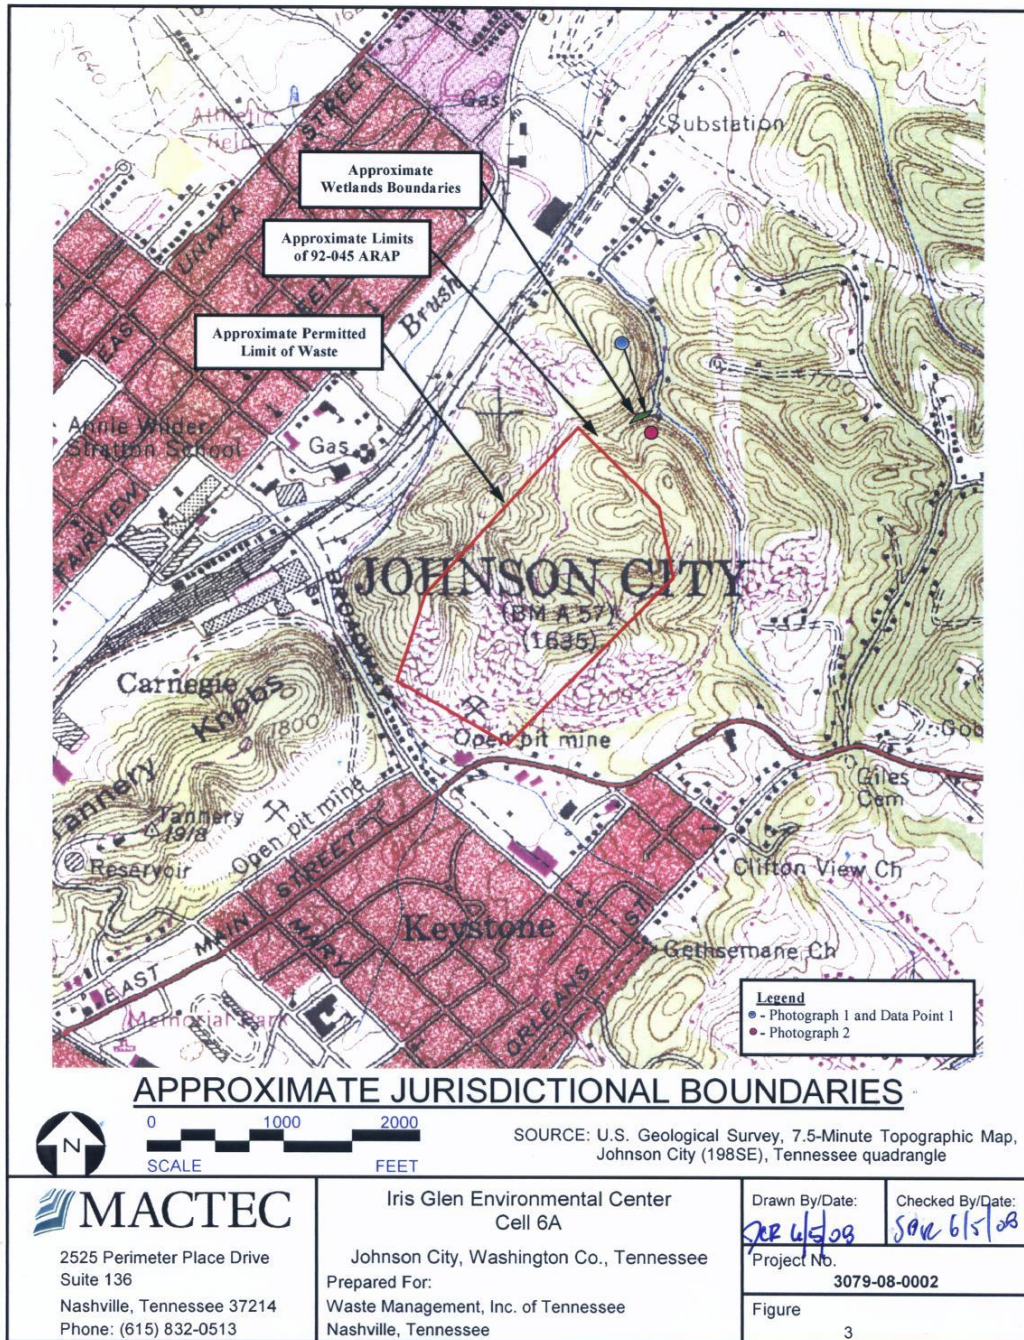 1640
Athletic
field
STREET
Gas
Substation
Approximate
Wetlands Boundaries
UNAKA
Approximate Limits
of 92-045 ARAP
EAST
Brush
Approximate Permitted
Limit of Waste
1700
Annie Wilder
Stratton School
Gas
FAIRVIEW
BROADWAY
JOHNSON CITY
(BM A 57)
(1635)
Carnegie
Knobs
1800
1700
Open pit mine
Tannery
Tannery
1918
Open pit mine
Reservoir
Giles
Cem
Clifton View Ch
EAST MAIN STREET
MARY
Keystone
ST
Gethsemane Ch
ORLEANS
Memorial Park
Legend
- Photograph 1 and Data Point 1
- Photograph 2
APPROXIMATE JURISDICTIONAL BOUNDARIES
N
0 1000 2000
SCALE FEET
SOURCE: U.S. Geological Survey, 7.5-Minute Topographic Map,
Johnson City (198SE), Tennessee quadrangle
MACTEC
2525 Perimeter Place Drive
Suite 136
Nashville, Tennessee 37214
Phone: (615) 832-0513
Iris Glen Environmental Center
Cell 6A
Johnson City, Washington Co., Tennessee
Prepared For:
Waste Management, Inc. of Tennessee
Nashville, Tennessee
Drawn By/Date:
Checked By/Date:
6/5/08
Project No.
3079-08-0002
Figure
3